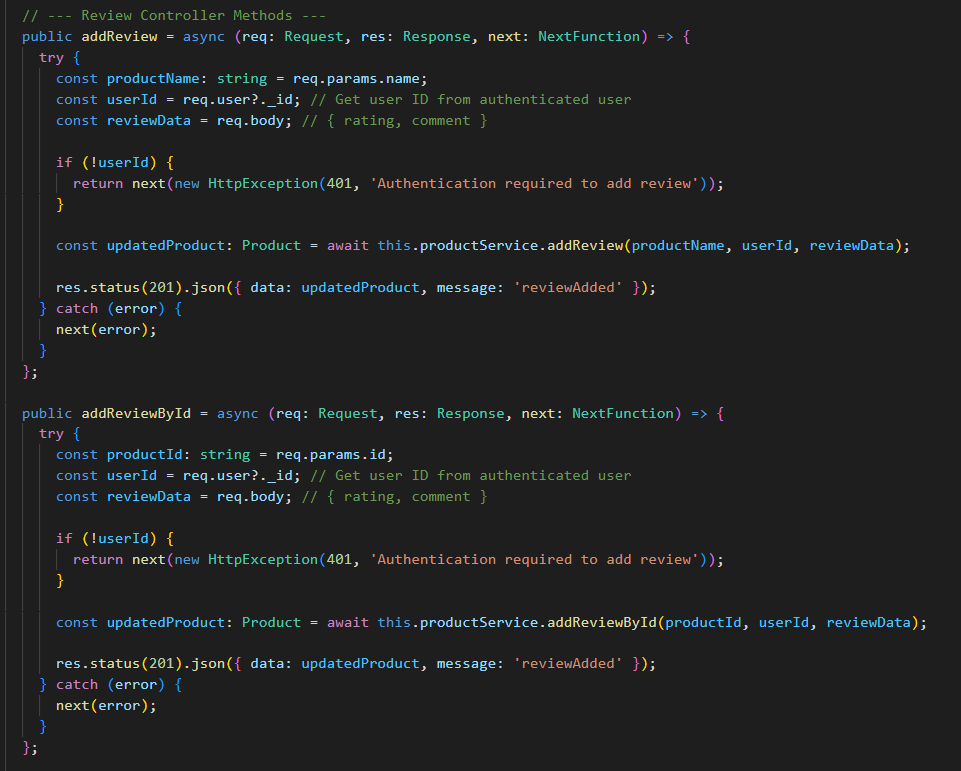 // --- Review Controller Methods ---
public addReview = async (req: Request, res: Response, next: NextFunction) => {
try {
const productName: string = req.params.name;
const userId = req.user?._id; // Get user ID from authenticated user
const reviewData = req.body; // { rating, comment }
if (!userId) {
return next(new HttpException(401, 'Authentication required to add review'));
}
const updatedProduct: Product = await this.productService.addReview(productName, userId, reviewData);
res.status(201).json({ data: updatedProduct, message: 'reviewAdded' });
} catch (error) {
next(error);
}
};
public addReviewById = async (req: Request, res: Response, next: NextFunction) => {
try {
const productId: string = req.params.id;
const userId = req.user?._id; // Get user ID from authenticated user
const reviewData = req.body; // { rating, comment }
if (!userId) {
return next(new HttpException(401, 'Authentication required to add review'));
}
const updatedProduct: Product = await this.productService.addReviewById(productId, userId, reviewData);
res.status(201).json({ data: updatedProduct, message: 'reviewAdded' });
} catch (error) {
next(error);
}
};